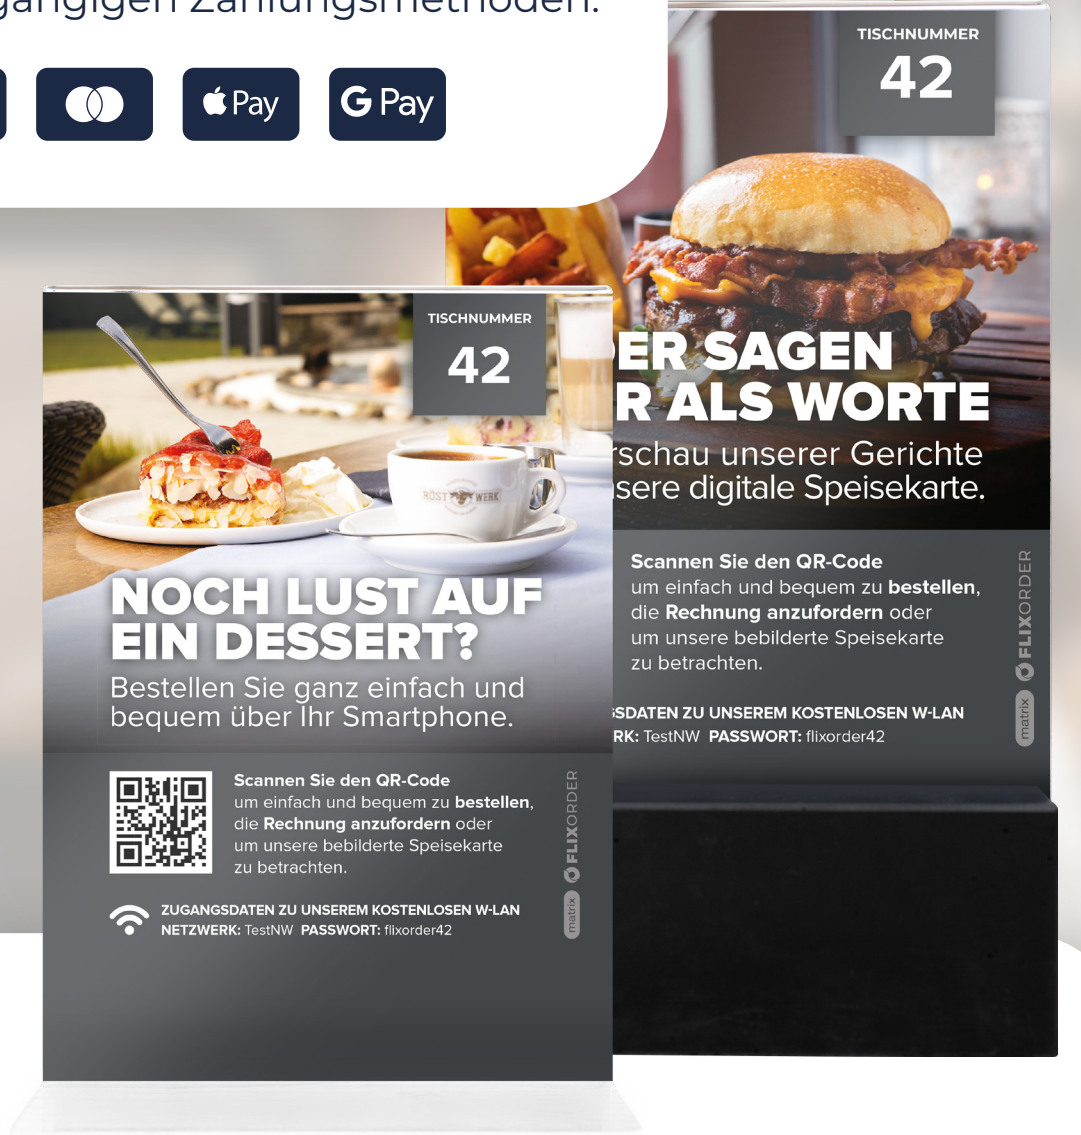 gängigen Zahlungsmethoden.
Pay
G Pay
TISCHNUMMER
42
ER SAGEN
R ALS WORTE
rschau unserer Gerichte
sere digitale Speisekarte.
Scannen Sie den QR-Code
um einfach und bequem zu bestellen,
die Rechnung anzufordern oder
um unsere bebilderte Speisekarte
zu betrachten.
SDATEN ZU UNSEREM KOSTENLOSEN W-LAN
RK: TestNW PASSWORT: flixorder42
matrix FLIXORDER
TISCHNUMMER
42
RÖST WERK
NOCH LUST AUF
EIN DESSERT?
Bestellen Sie ganz einfach und
bequem über Ihr Smartphone.
Scannen Sie den QR-Code
um einfach und bequem zu bestellen,
die Rechnung anzufordern oder
um unsere bebilderte Speisekarte
zu betrachten.
ZUGANGSDATEN ZU UNSEREM KOSTENLOSEN W-LAN
NETZWERK: TestNW PASSWORT: flixorder42
matrix FLIXORDER